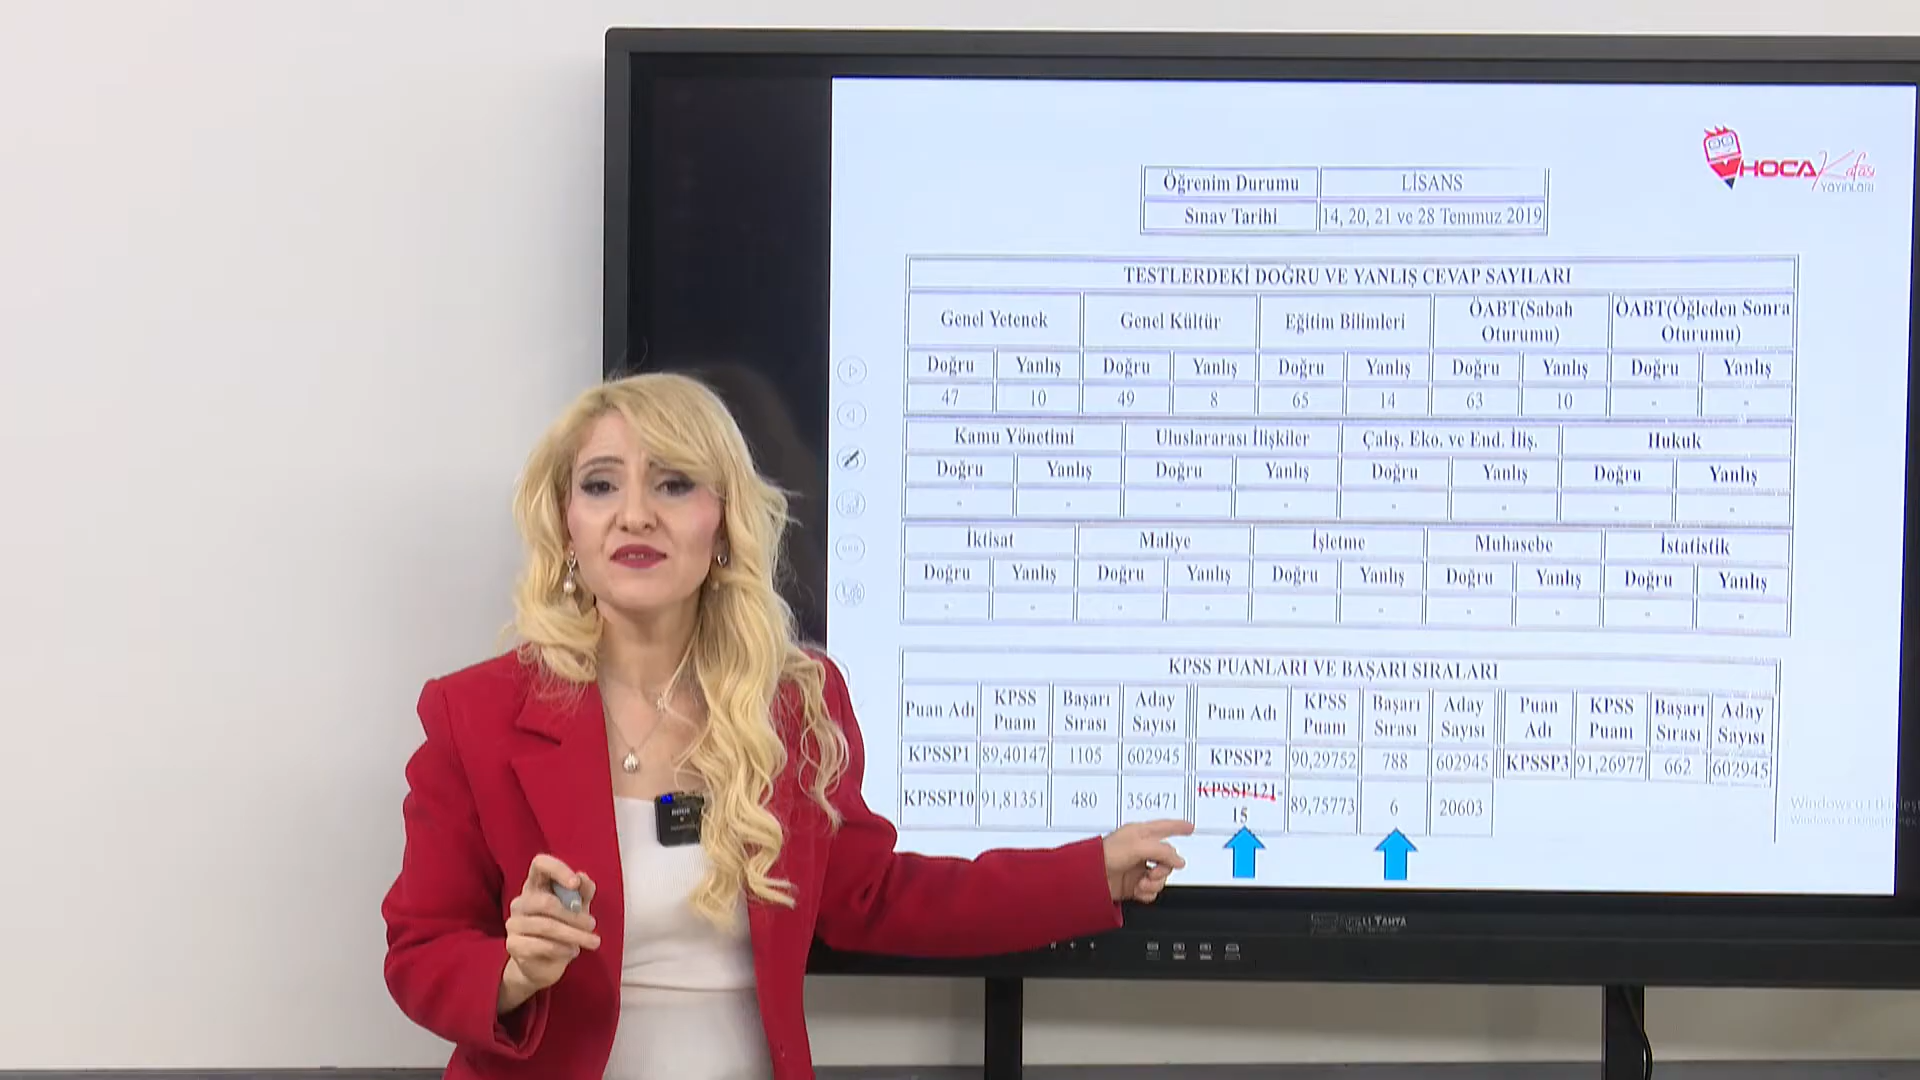 HOCA Kafası
YAYINLARI
Öğrenim Durumu LİSANS
Sınav Tarihi 14, 20, 21 ve 28 Temmuz 2019
TESTLERDEKİ DOĞRU VE YANLIŞ CEVAP SAYILARI
Genel Yetenek Genel Kültür Eğitim Bilimleri ÖABT(Sabah Oturumu) ÖABT(Öğleden Sonra Oturumu)
Doğru Yanlış Doğru Yanlış Doğru Yanlış Doğru Yanlış Doğru Yanlış
47 10 49 8 65 14 63 10 - -
Kamu Yönetimi Uluslararası İlişkiler Çalış. Eko. ve End. İliş. Hukuk
Doğru Yanlış Doğru Yanlış Doğru Yanlış Doğru Yanlış
- - - - - - - -
İktisat Maliye İşletme Muhasebe İstatistik
Doğru Yanlış Doğru Yanlış Doğru Yanlış Doğru Yanlış Doğru Yanlış
- - - - - - - - - -
KPSS PUANLARI VE BAŞARI SIRALARI
Puan Adı KPSS Puanı Başarı Sırası Aday Sayısı Puan Adı KPSS Puanı Başarı Sırası Aday Sayısı Puan Adı KPSS Puanı Başarı Sırası Aday Sayısı
KPSSP1 89,40147 1105 602945 KPSSP2 90,29752 788 602945 KPSSP3 91,26977 662 602945
KPSSP10 91,81351 480 356471 KPSSP121-15 89,75773 6 20603